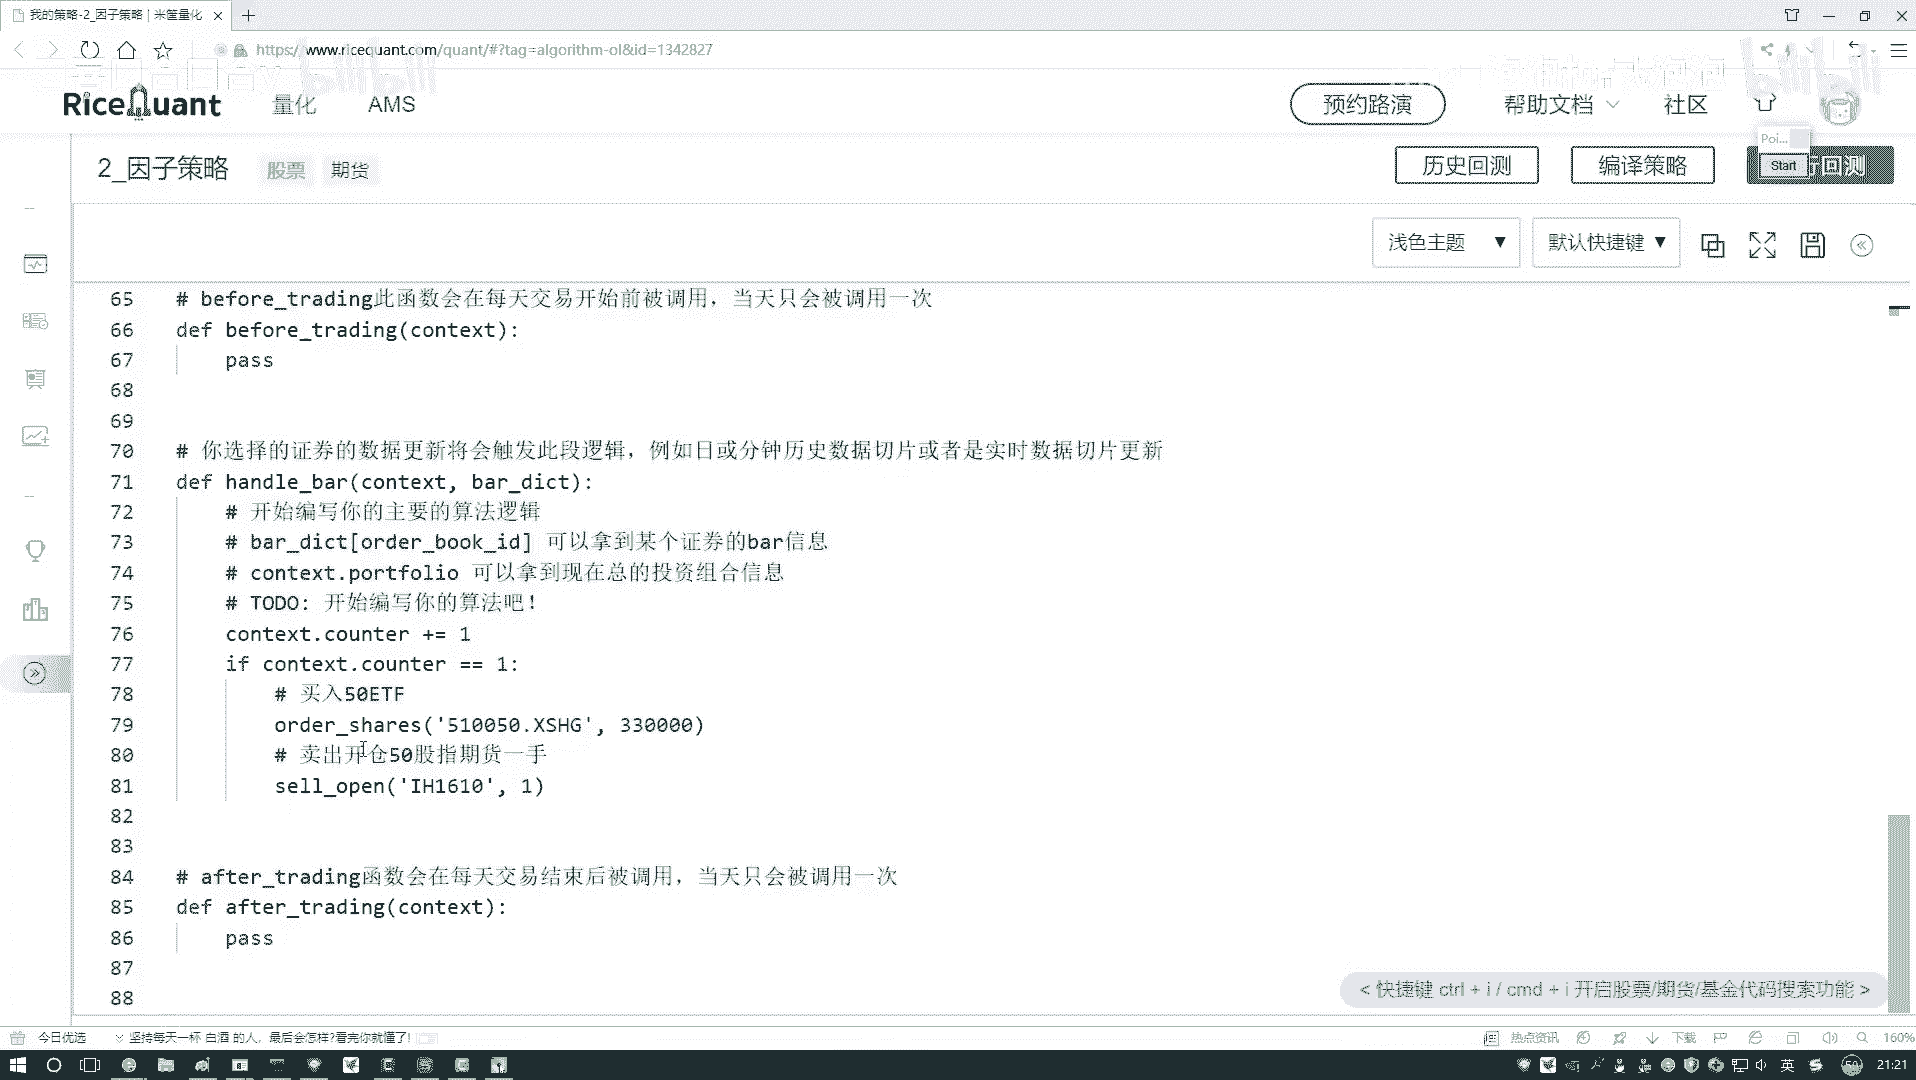 我的策略-2_因子策略 | 米筐量化
https://www.ricequant.com/quant/#?tag=algorithm-ol&id=1342827
bilibili
RiceQuant
量化
AMS
预约路演
帮助文档
社区
2_因子策略
股票
期货
历史回测
编译策略
Poi...
Start
行回测
浅色主题
默认快捷键
65 # before_trading此函数会在每天交易开始前被调用，当天只会被调用一次
66 def before_trading(context):
67 pass
68
69
70 # 你选择的证券的数据更新将会触发此段逻辑，例如日或分钟历史数据切片或者是实时数据切片更新
71 def handle_bar(context, bar_dict):
72 # 开始编写你的主要的算法逻辑
73 # bar_dict[order_book_id] 可以拿到某个证券的bar信息
74 # context.portfolio 可以拿到现在总的投资组合信息
75 # TODO: 开始编写你的算法吧！
76 context.counter += 1
77 if context.counter == 1:
78 # 买入50ETF
79 order_shares('510050.XSHG', 330000)
80 # 卖出开仓50股指期货一手
81 sell_open('IH1610', 1)
82
83
84 # after_trading函数会在每天交易结束后被调用，当天只会被调用一次
85 def after_trading(context):
86 pass
87
88
< 快捷键 ctrl + i / cmd + i 开启股票/期货/基金代码搜索功能 >
今日优选
坚持每天一杯 白酒 的人，最后会怎样?看完你就懂了!
热点资讯
下载
160%
英
50
21:21